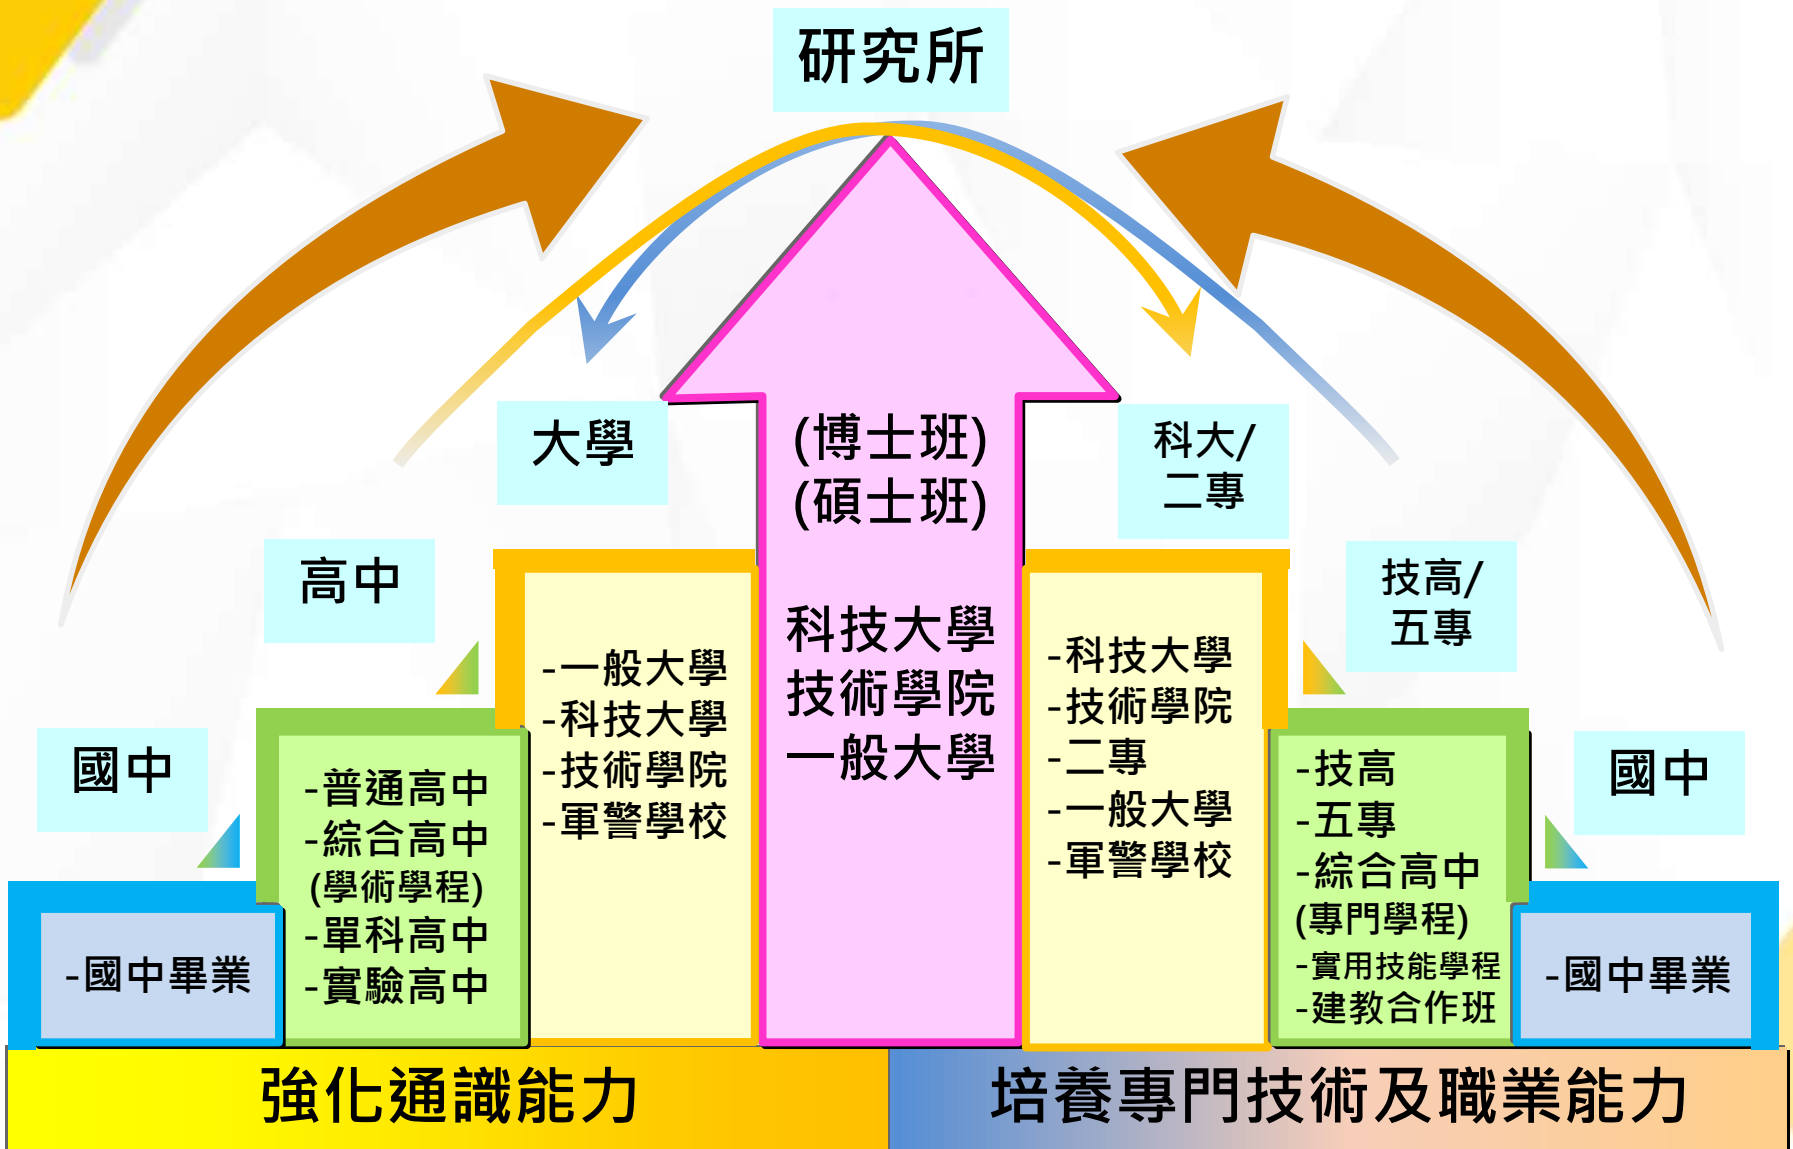 研究所
大學
(博士班)
(碩士班)
科技大學
技術學院
一般大學
科大/
二專
高中
技高/
五專
國中
國中
-國中畢業
-普通高中
-綜合高中
(學術學程)
-單科高中
-實驗高中
-一般大學
-科技大學
-技術學院
-軍警學校
-科技大學
-技術學院
-二專
-一般大學
-軍警學校
-技高
-五專
-綜合高中
(專門學程)
-實用技能學程
-建教合作班
-國中畢業
強化通識能力
培養專門技術及職業能力